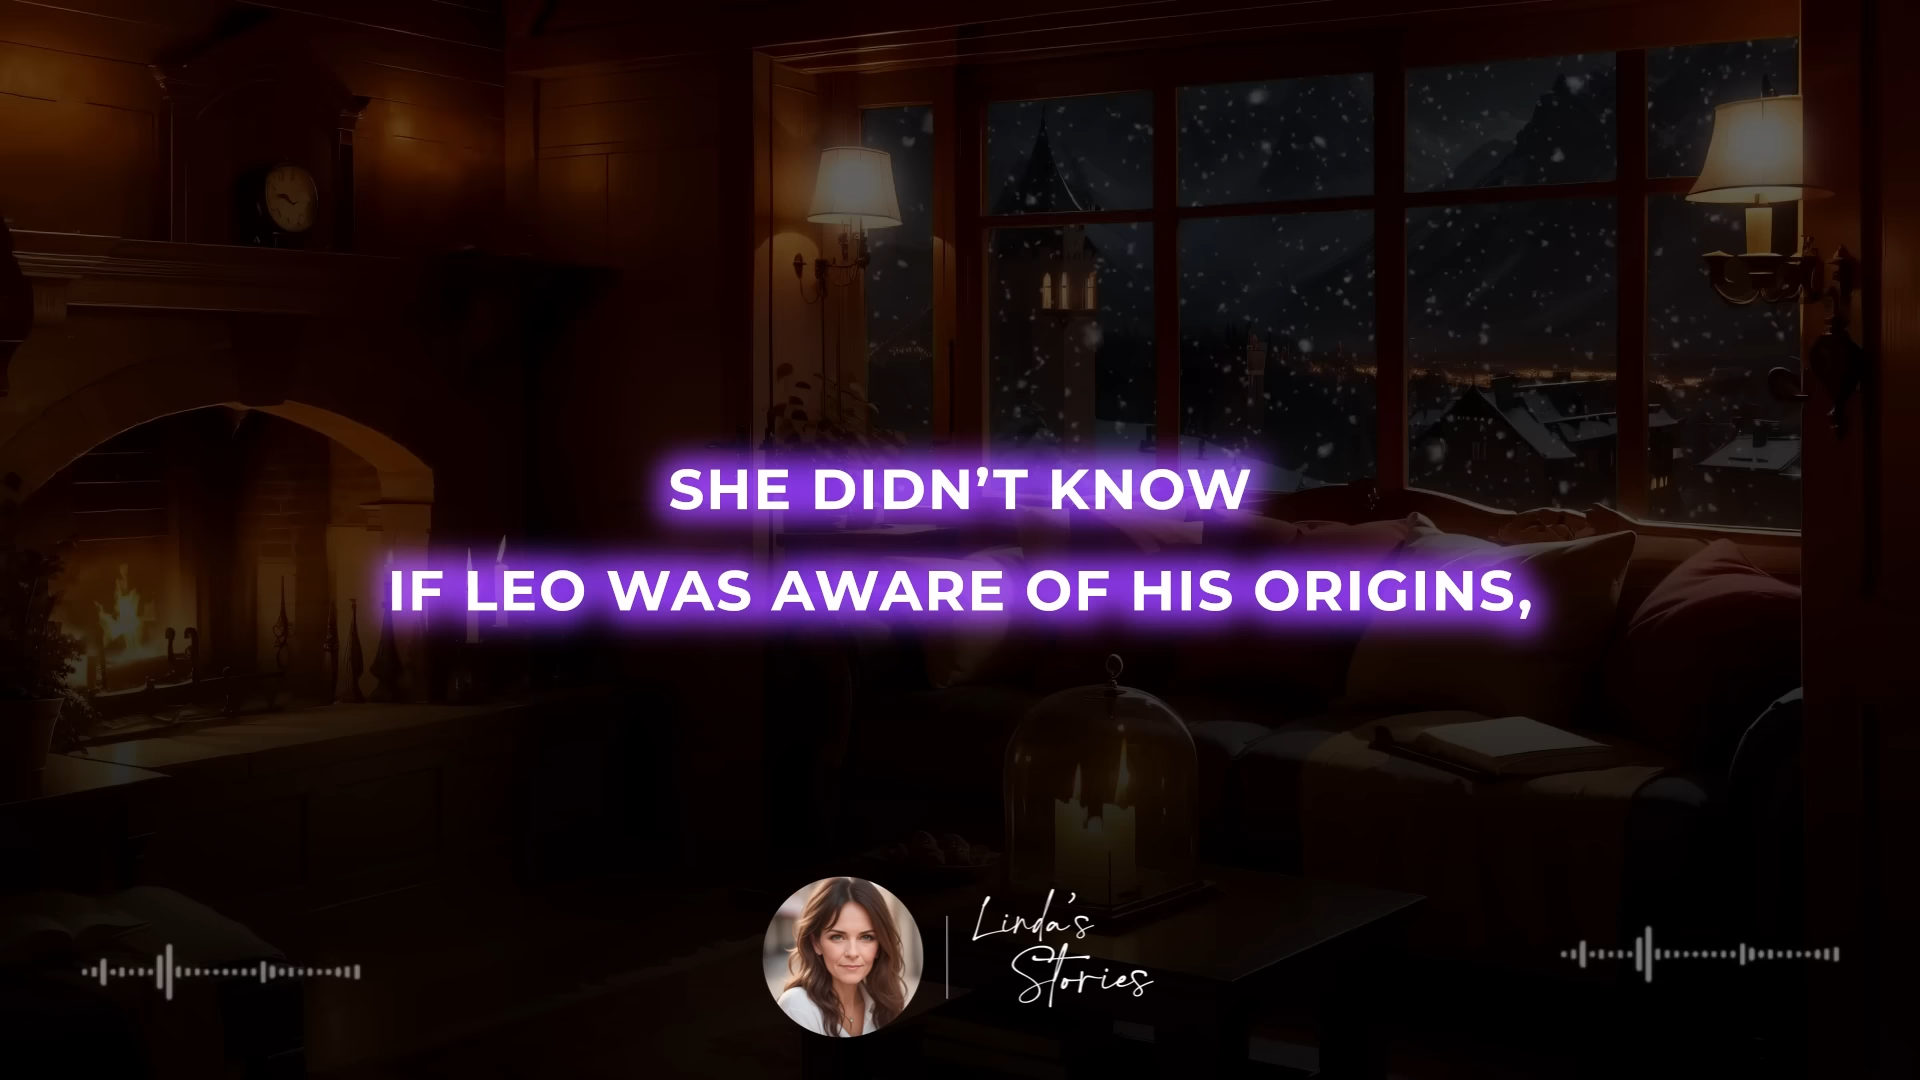 SHE DIDN’T KNOW
IF LEO WAS AWARE OF HIS ORIGINS,
Linda's
Stories